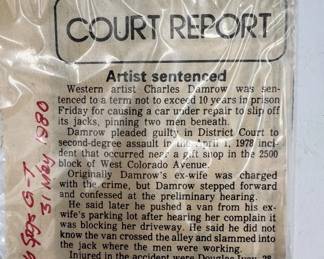 COURT REPORT
Artist sentenced
Western artist Charles Damrow was sen-
tenced to a term not to exceed 10 years in prison
Friday for causing a car under repair to slip off
its jacks, pinning two men beneath.
Damrow pleaded guilty in District Court to
second-degree assault in an April 1, 1978 inci-
dent that occurred near a gift shop in the 2500
block of West Colorado Avenue.
Originally Damrow's ex-wife was charged
with the crime, but Damrow stepped forward
and confessed at the preliminary hearing.
He said later he pushed a van from his ex-
wife's parking lot after hearing her complain it
was blocking her driveway. He said he did not
know the van crossed the alley and slammed into
the jack where the men were working.
Injured in the accident were Douglas 28,
Spgs G-T
31 May 1980